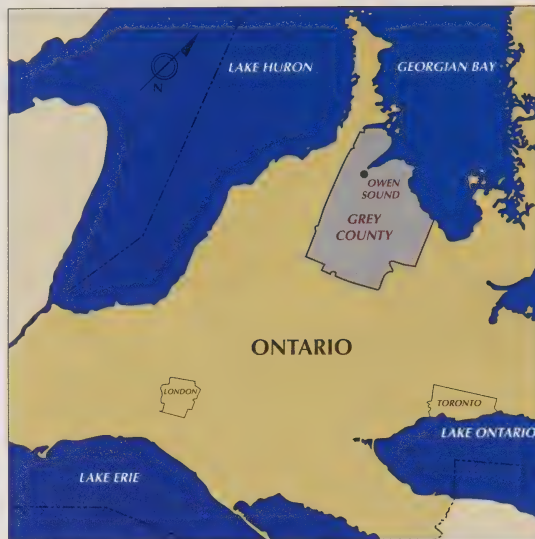 LAKE HURON
GEORGIAN BAY
N
OWEN
SOUND
GREY
COUNTY
ONTARIO
LONDON
TORONTO
LAKE ONTARIO
LAKE ERIE